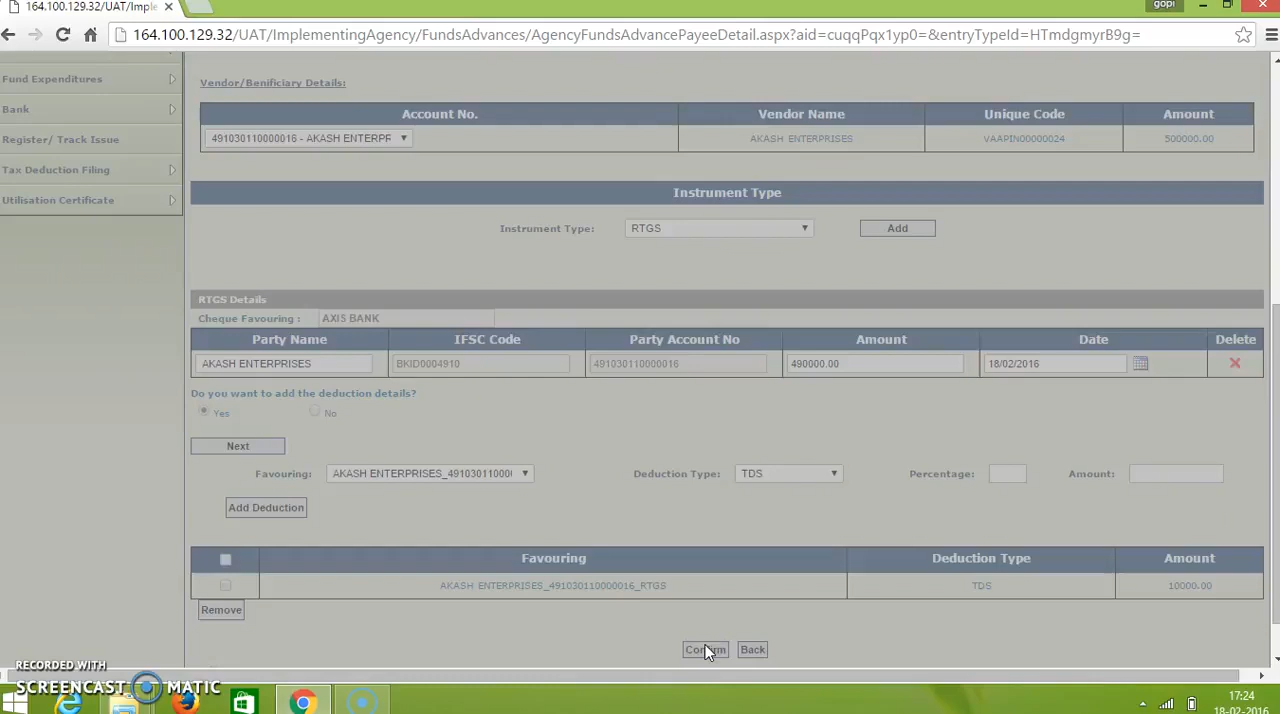 164.100.129.32/UAT/Imple
gopi
164.100.129.32/UAT/ImplementingAgency/FundsAdvances/AgencyFundsAdvancePayeeDetail.aspx?aid=cuqqPqx1yp0=&entryTypeId=HTmdgmyrB9g=
Fund Expenditures
Bank
Register/ Track Issue
Tax Deduction Filing
Utilisation Certificate
Vendor/Benificiary Details:
Account No. Vendor Name Unique Code Amount
491030110000016 - AKASH ENTERPR AKASH ENTERPRISES VAAPIN00000024 500000.00
Instrument Type
Instrument Type: RTGS Add
RTGS Details
Cheque Favouring : AXIS BANK
Party Name IFSC Code Party Account No Amount Date Delete
AKASH ENTERPRISES BKID0004910 491030110000016 490000.00 18/02/2016
Do you want to add the deduction details?
Yes No
Next
Favouring: AKASH ENTERPRISES_49103011000( Deduction Type: TDS Percentage: Amount:
Add Deduction
Favouring Deduction Type Amount
AKASH ENTERPRISES_491030110000016_RTGS TDS 10000.00
Remove
Confirm Back
RECORDED WITH
SCREENCAST MATIC
17:24
18-02-2016